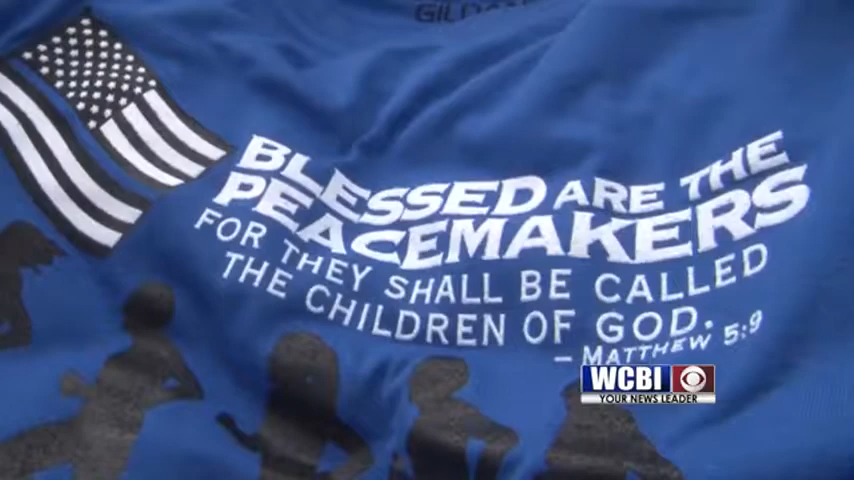 GILDAN
BLESSED ARE THE
PEACEMAKERS
FOR THEY SHALL BE CALLED
THE CHILDREN OF GOD.
– MATTHEW 5:9
WCBI
YOUR NEWS LEADER